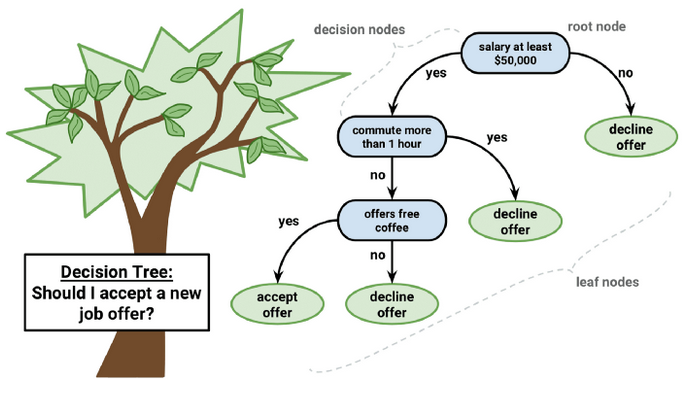 decision nodes
root node
salary at least
$50,000
yes
no
commute more
than 1 hour
decline
offer
yes
no
offers free
coffee
decline
offer
yes
no
Decision Tree:
Should I accept a new
job offer?
accept
offer
decline
offer
leaf nodes